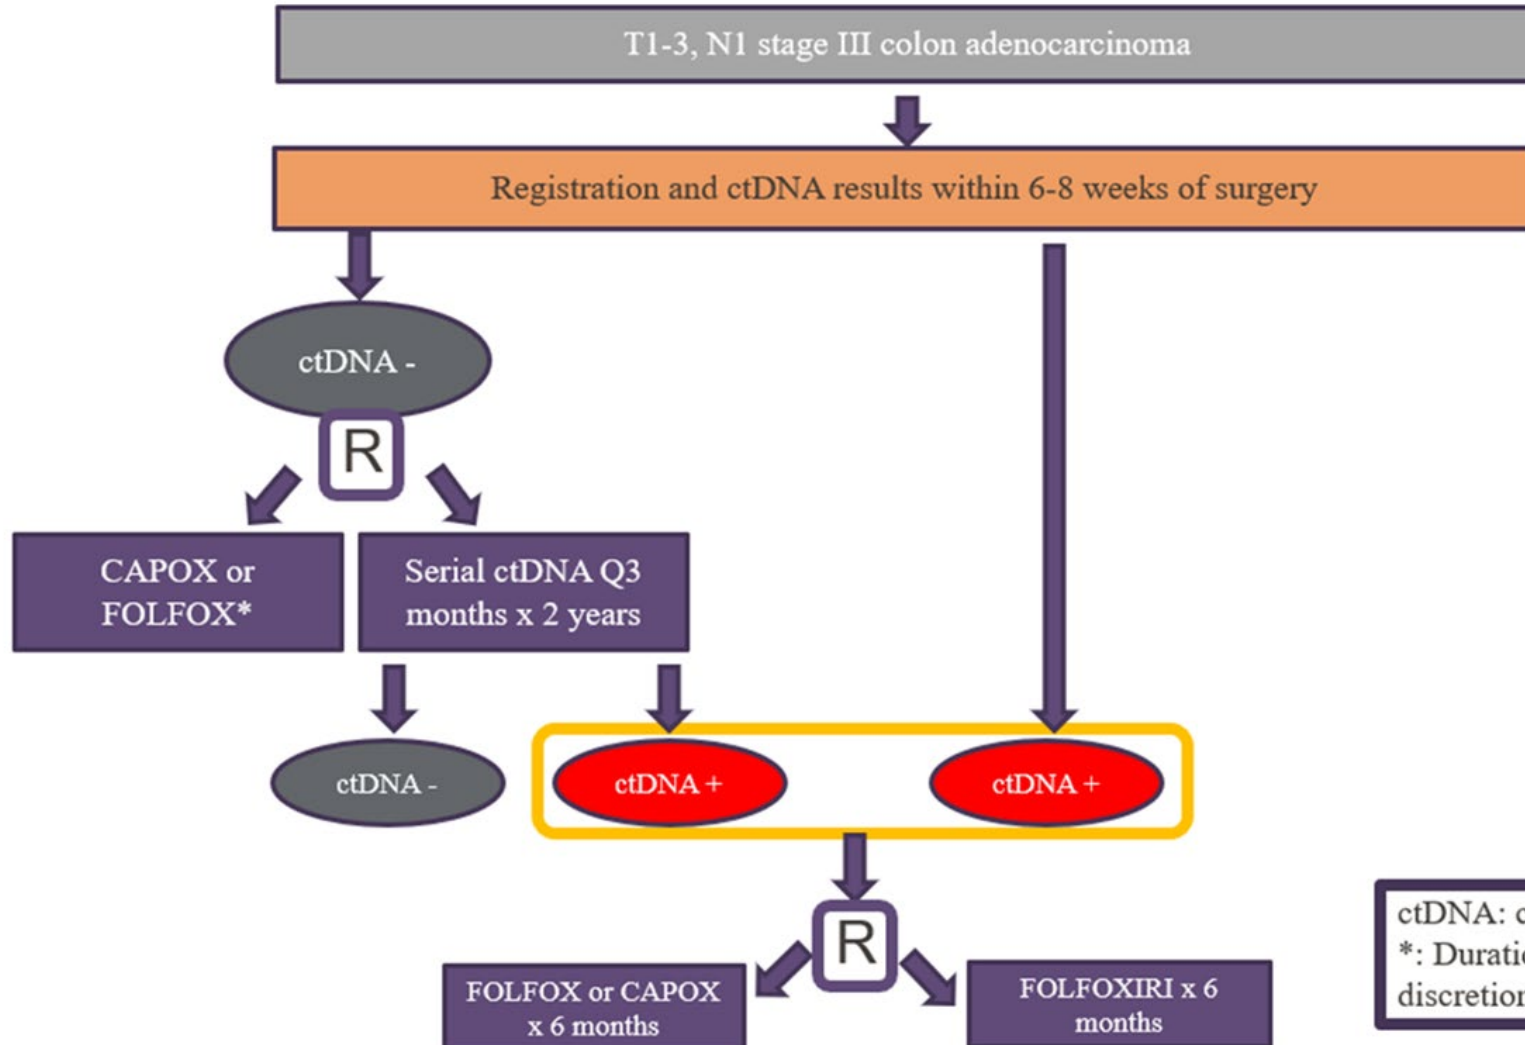 T1-3, N1 stage III colon adenocarcinoma
Registration and ctDNA results within 6-8 weeks of surgery
ctDNA -
R
CAPOX or
FOLFOX*
Serial ctDNA Q3
months x 2 years
ctDNA -
ctDNA +
ctDNA +
R
FOLFOX or CAPOX
x 6 months
FOLFOXIRI x 6
months
ctDNA:
*:
discretion